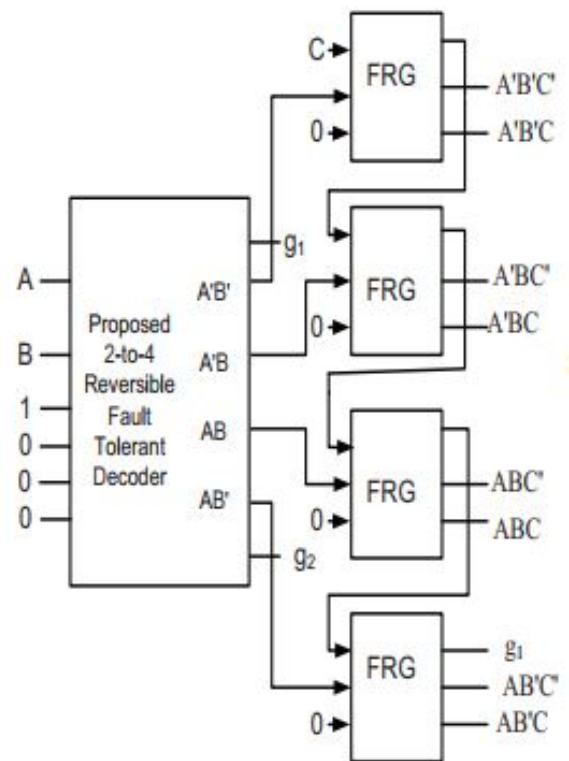 C
FRG
A'B'C'
0
A'B'C
g₁
A
A'B'
FRG
A'BC'
Proposed
2-to-4
Reversible
Fault
Tolerant
Decoder
0
A'BC
B
A'B
1
0
AB
FRG
ABC'
0
AB'
0
ABC
0
g₂
FRG
g₁
AB'C'
0
AB'C